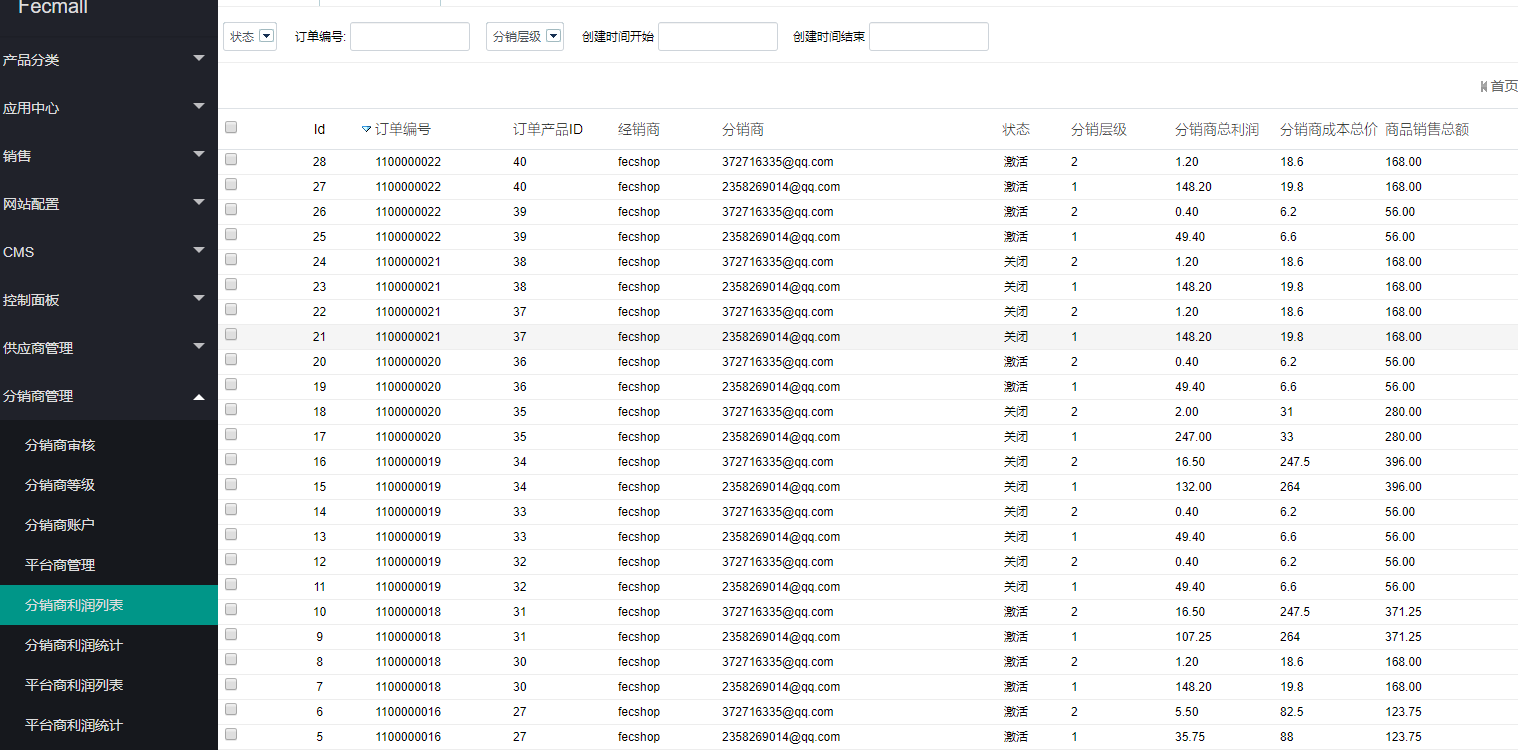 Fecmall
产品分类
应用中心
销售
网站配置
CMS
控制面板
供应商管理
分销商管理
分销商审核
分销商等级
分销商账户
平台商管理
分销商利润列表
分销商利润统计
平台商利润列表
平台商利润统计
状态 订单编号: 分销层级 创建时间开始 创建时间结束
首页
Id 订单编号 订单产品ID 经销商 分销商 状态 分销层级 分销商总利润 分销商成本总价 商品销售总额
28 1100000022 40 fecshop 372716335@qq.com 激活 2 1.20 18.6 168.00
27 1100000022 40 fecshop 2358269014@qq.com 激活 1 148.20 19.8 168.00
26 1100000022 39 fecshop 372716335@qq.com 激活 2 0.40 6.2 56.00
25 1100000022 39 fecshop 2358269014@qq.com 激活 1 49.40 6.6 56.00
24 1100000021 38 fecshop 372716335@qq.com 关闭 2 1.20 18.6 168.00
23 1100000021 38 fecshop 2358269014@qq.com 关闭 1 148.20 19.8 168.00
22 1100000021 37 fecshop 372716335@qq.com 关闭 2 1.20 18.6 168.00
21 1100000021 37 fecshop 2358269014@qq.com 关闭 1 148.20 19.8 168.00
20 1100000020 36 fecshop 372716335@qq.com 激活 2 0.40 6.2 56.00
19 1100000020 36 fecshop 2358269014@qq.com 激活 1 49.40 6.6 56.00
18 1100000020 35 fecshop 372716335@qq.com 关闭 2 2.00 31 280.00
17 1100000020 35 fecshop 2358269014@qq.com 关闭 1 247.00 33 280.00
16 1100000019 34 fecshop 372716335@qq.com 关闭 2 16.50 247.5 396.00
15 1100000019 34 fecshop 2358269014@qq.com 关闭 1 132.00 264 396.00
14 1100000019 33 fecshop 372716335@qq.com 关闭 2 0.40 6.2 56.00
13 1100000019 33 fecshop 2358269014@qq.com 关闭 1 49.40 6.6 56.00
12 1100000019 32 fecshop 372716335@qq.com 关闭 2 0.40 6.2 56.00
11 1100000019 32 fecshop 2358269014@qq.com 关闭 1 49.40 6.6 56.00
10 1100000018 31 fecshop 372716335@qq.com 激活 2 16.50 247.5 371.25
9 1100000018 31 fecshop 2358269014@qq.com 激活 1 107.25 264 371.25
8 1100000018 30 fecshop 372716335@qq.com 激活 2 1.20 18.6 168.00
7 1100000018 30 fecshop 2358269014@qq.com 激活 1 148.20 19.8 168.00
6 1100000016 27 fecshop 372716335@qq.com 激活 2 5.50 82.5 123.75
5 1100000016 27 fecshop 2358269014@qq.com 激活 1 35.75 88 123.75